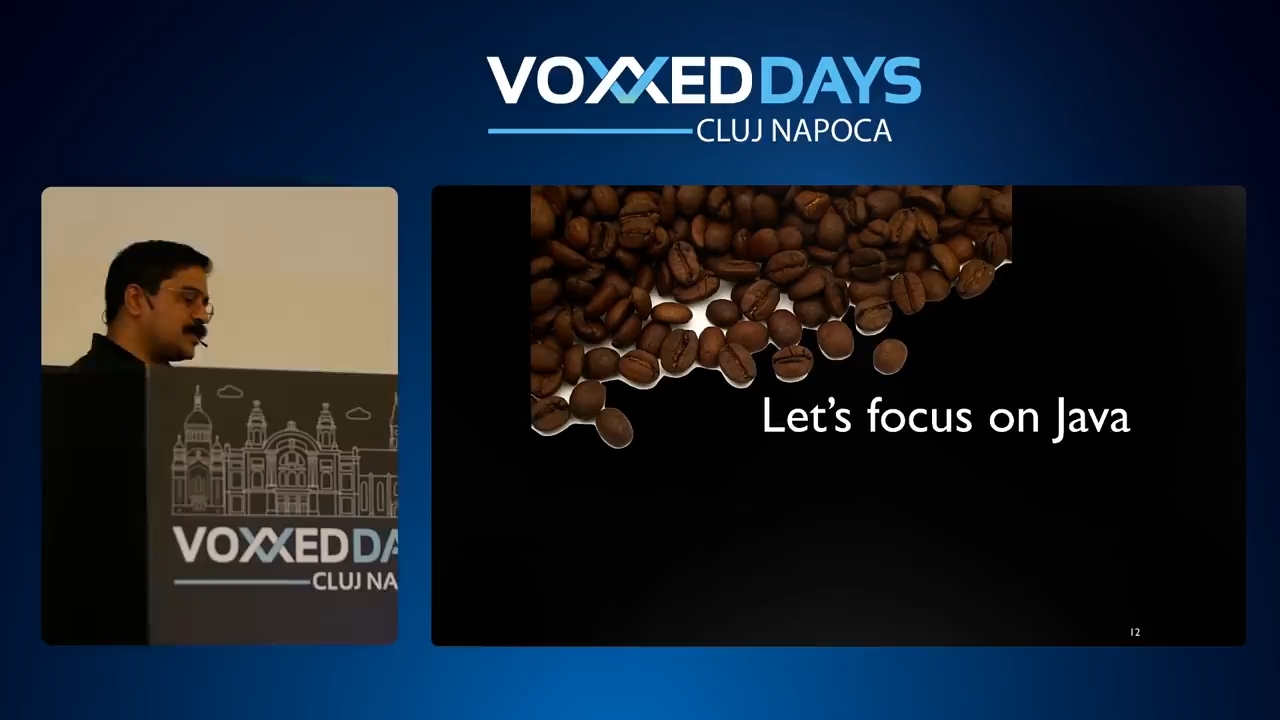 VOXXEDDAYS
CLUJ NAPOCA
Let's focus on Java
12
VOXXEDDA
CLUJ NA